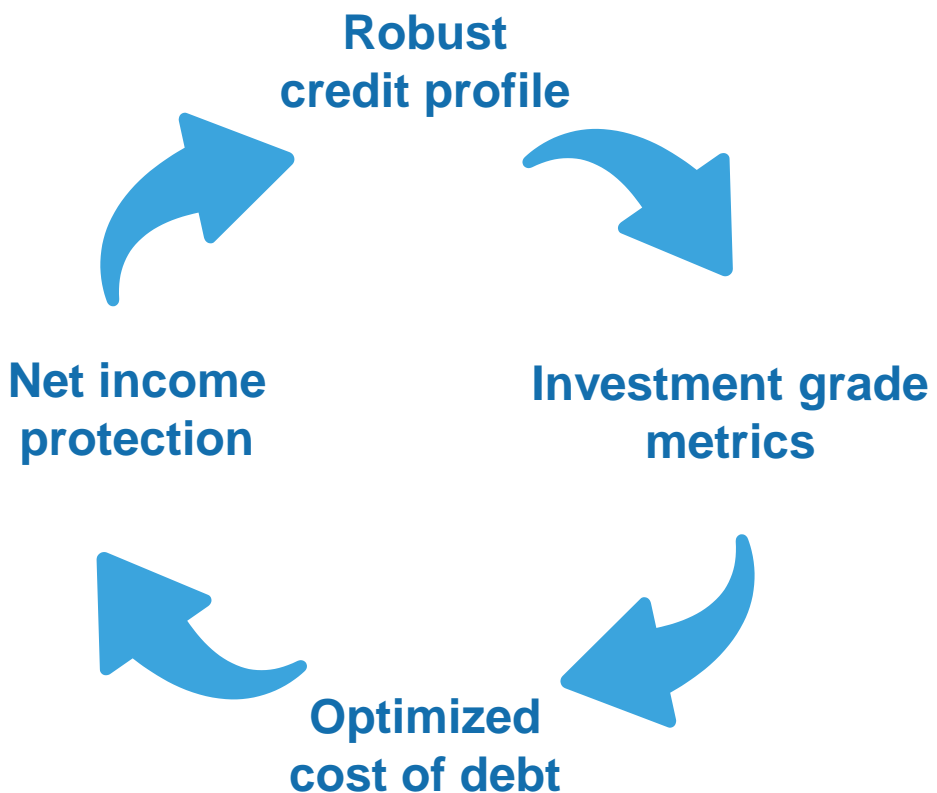 Robust
credit profile
Investment grade
metrics
Optimized
cost of debt
Net income
protection